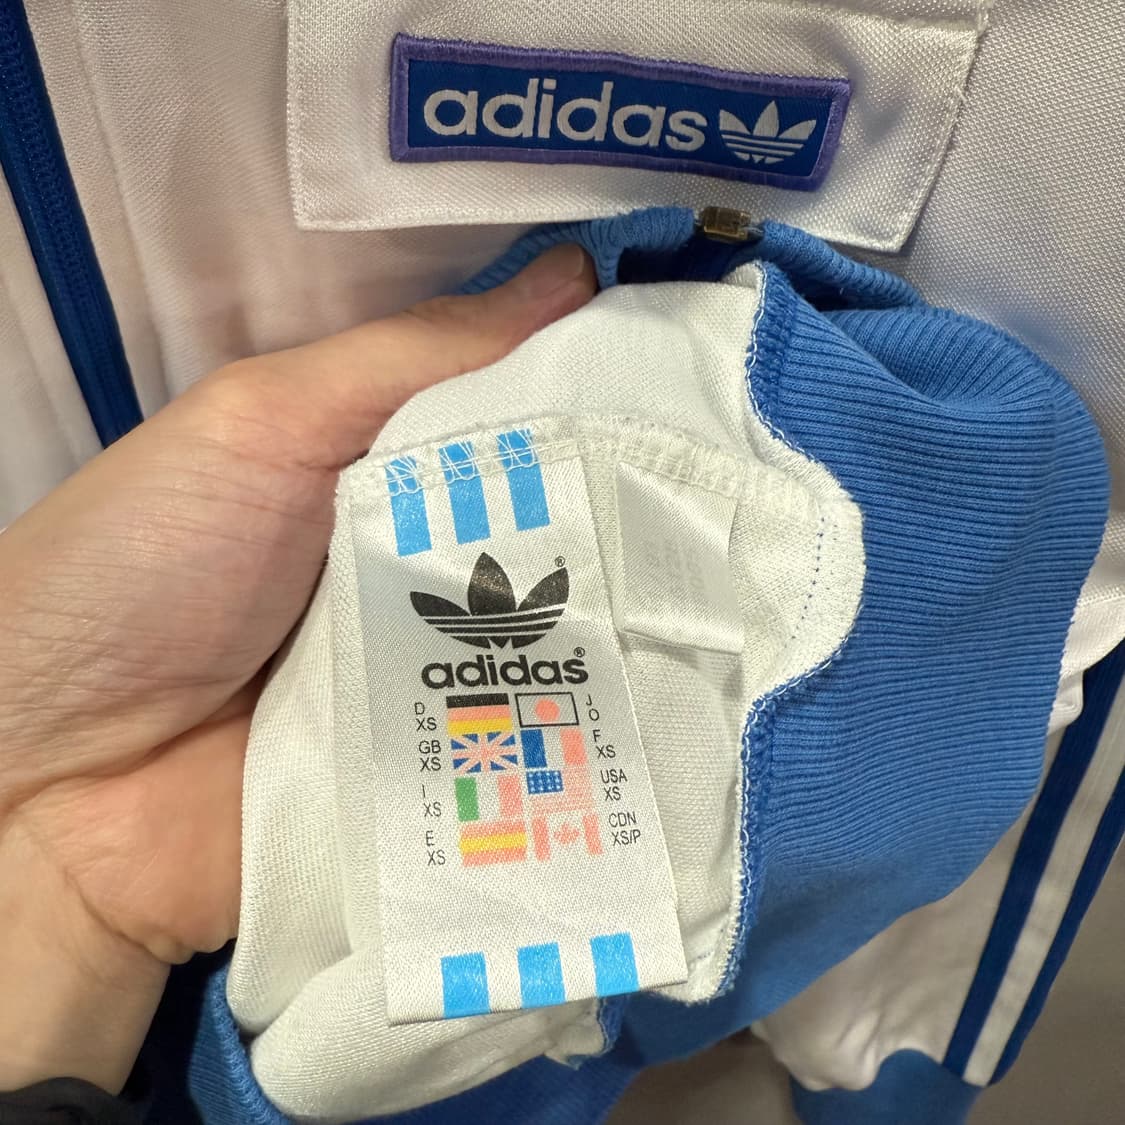 adidas
®
adidas®
D XS J O
GB XS F XS
I XS USA XS
E XS CDN XS/P